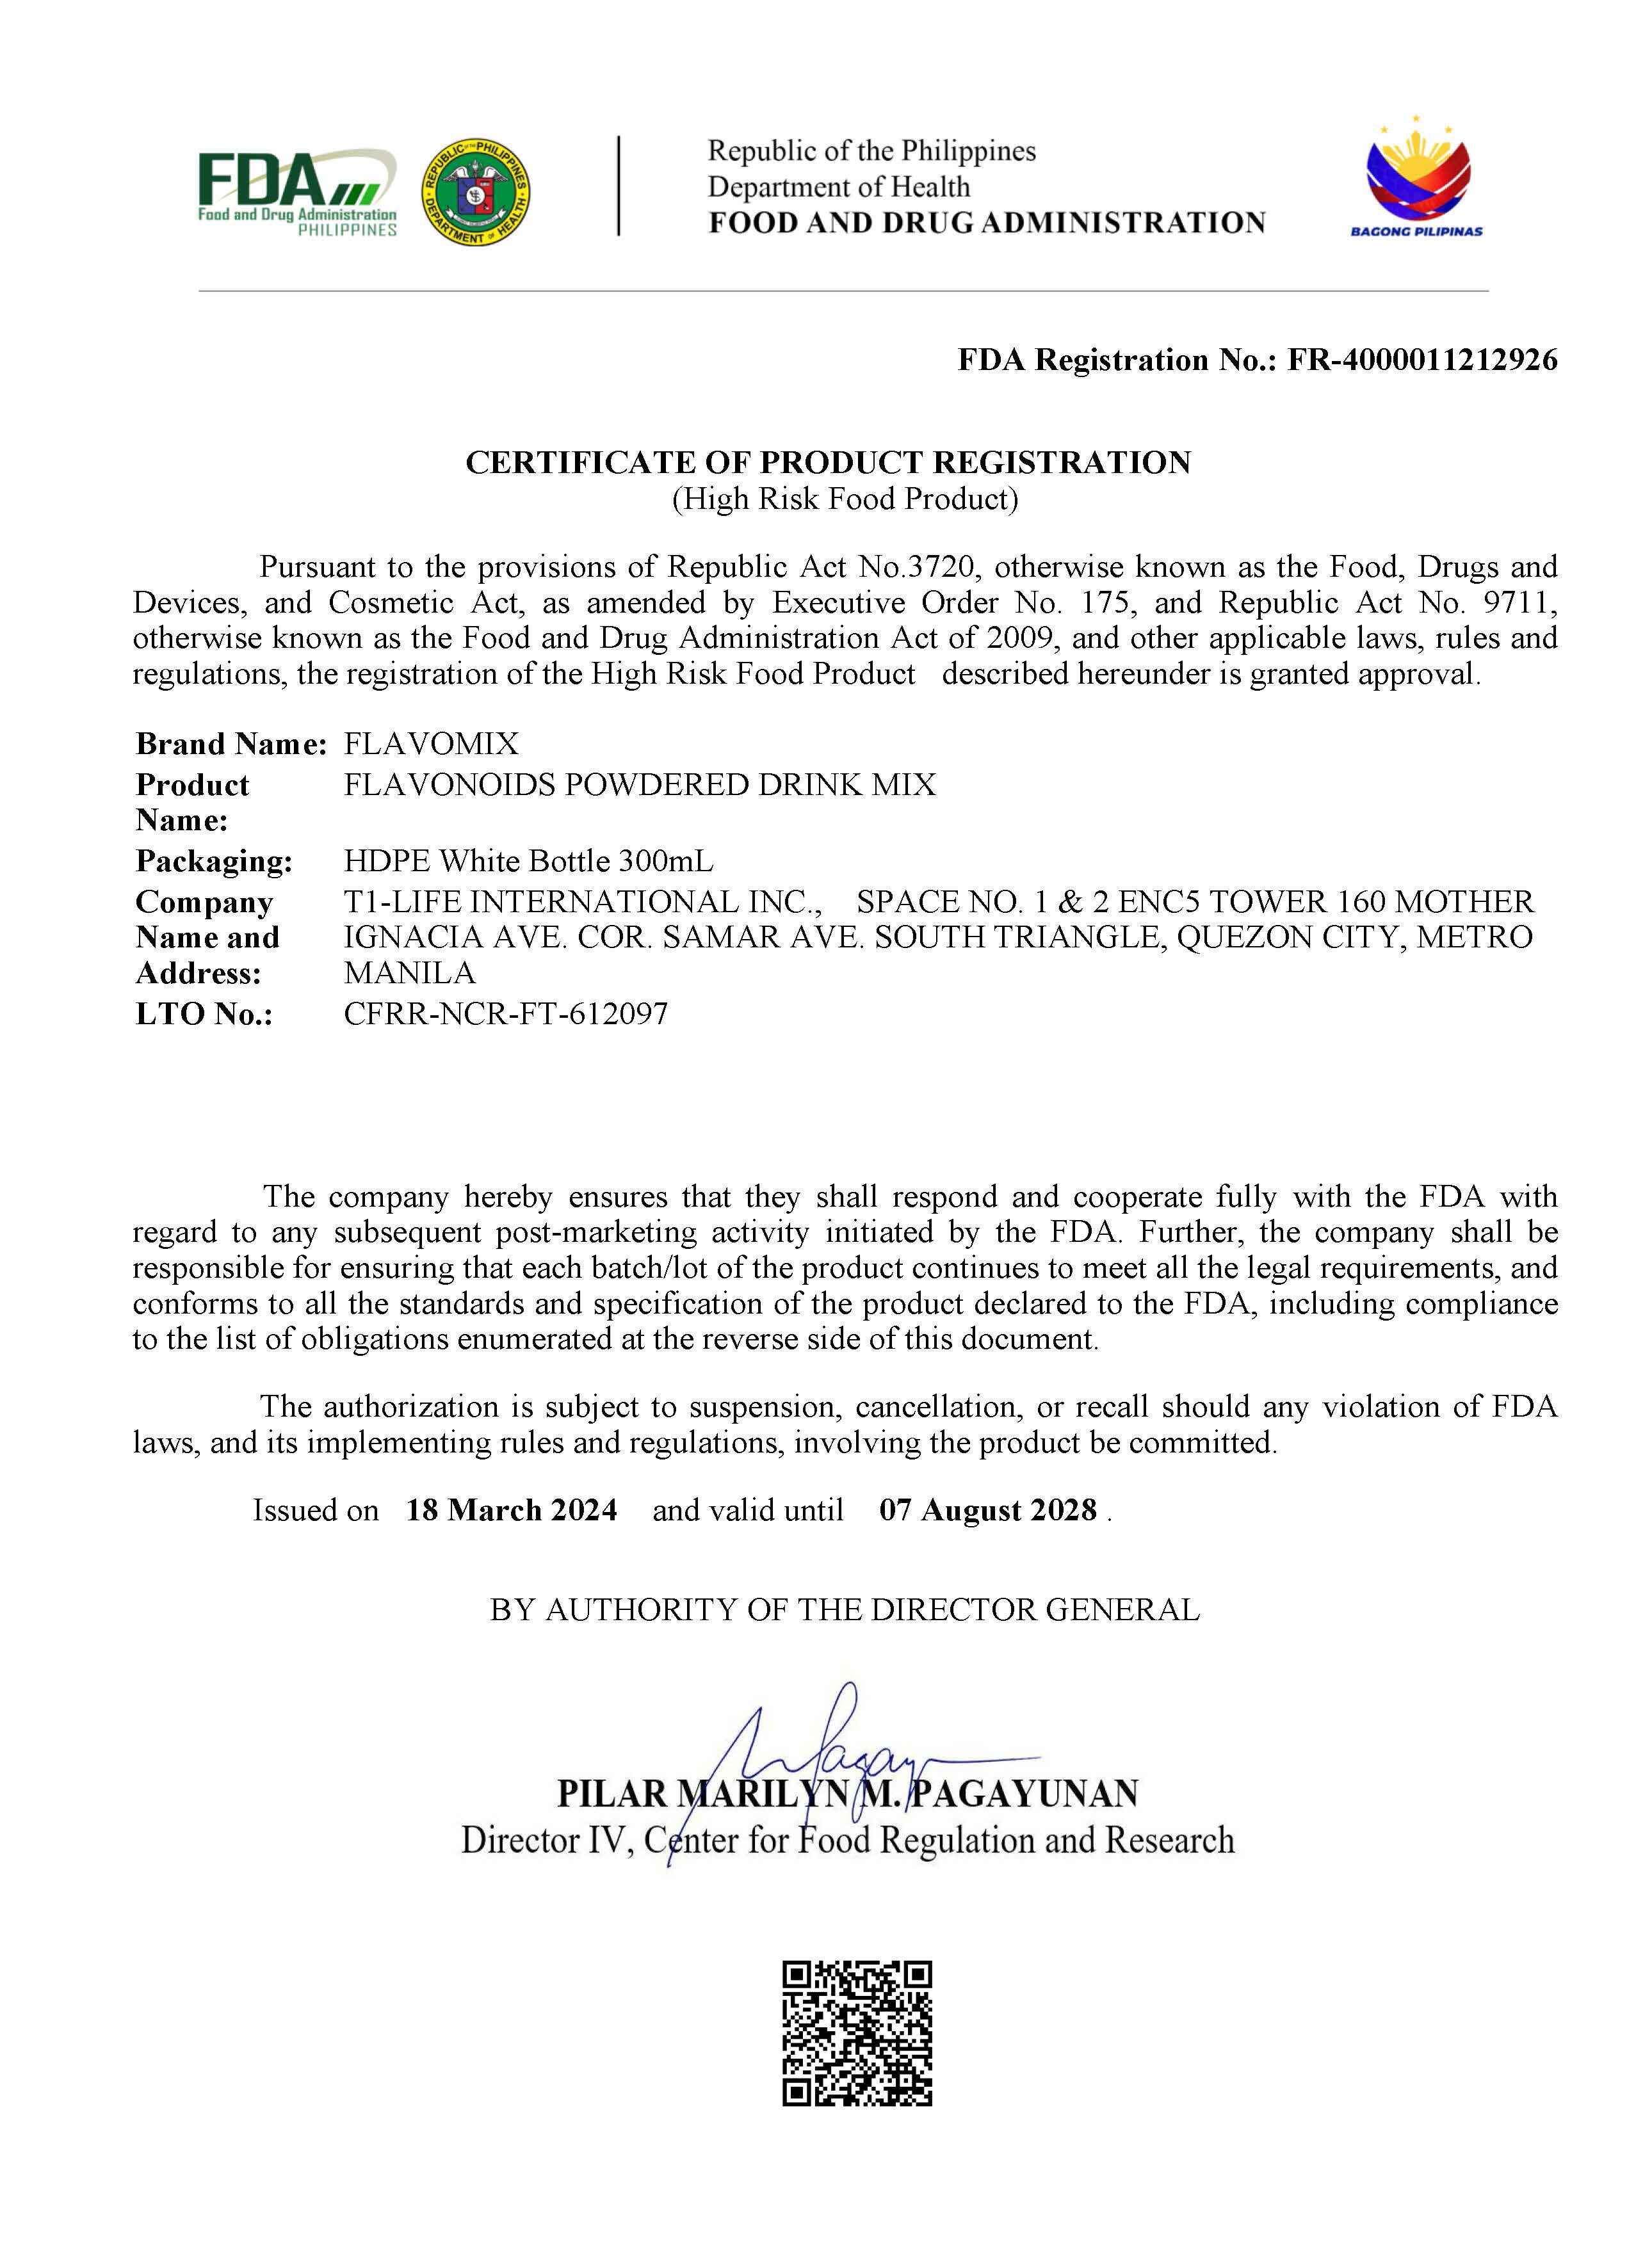 FDA
Food and Drug Administration
PHILIPPINES
REPUBLIC OF THE PHILIPPINES
DEPARTMENT OF HEALTH
Republic of the Philippines
Department of Health
FOOD AND DRUG ADMINISTRATION
BAGONG PILIPINAS
FDA Registration No.: FR-4000011212926
CERTIFICATE OF PRODUCT REGISTRATION
(High Risk Food Product)
Pursuant to the provisions of Republic Act No.3720, otherwise known as the Food, Drugs and
Devices, and Cosmetic Act, as amended by Executive Order No. 175, and Republic Act No. 9711,
otherwise known as the Food and Drug Administration Act of 2009, and other applicable laws, rules and
regulations, the registration of the High Risk Food Product described hereunder is granted approval.
Brand Name: FLAVOMIX
Product FLAVONOIDS POWDERED DRINK MIX
Name:
Packaging: HDPE White Bottle 300mL
Company T1-LIFE INTERNATIONAL INC., SPACE NO. 1 & 2 ENC5 TOWER 160 MOTHER
Name and IGNACIA AVE. COR. SAMAR AVE. SOUTH TRIANGLE, QUEZON CITY, METRO
Address: MANILA
LTO No.: CFRR-NCR-FT-612097
The company hereby ensures that they shall respond and cooperate fully with the FDA with
regard to any subsequent post-marketing activity initiated by the FDA. Further, the company shall be
responsible for ensuring that each batch/lot of the product continues to meet all the legal requirements, and
conforms to all the standards and specification of the product declared to the FDA, including compliance
to the list of obligations enumerated at the reverse side of this document.
The authorization is subject to suspension, cancellation, or recall should any violation of FDA
laws, and its implementing rules and regulations, involving the product be committed.
Issued on 18 March 2024 and valid until 07 August 2028 .
BY AUTHORITY OF THE DIRECTOR GENERAL
PILAR MARILYN M. PAGAYUNAN
Director IV, Center for Food Regulation and Research